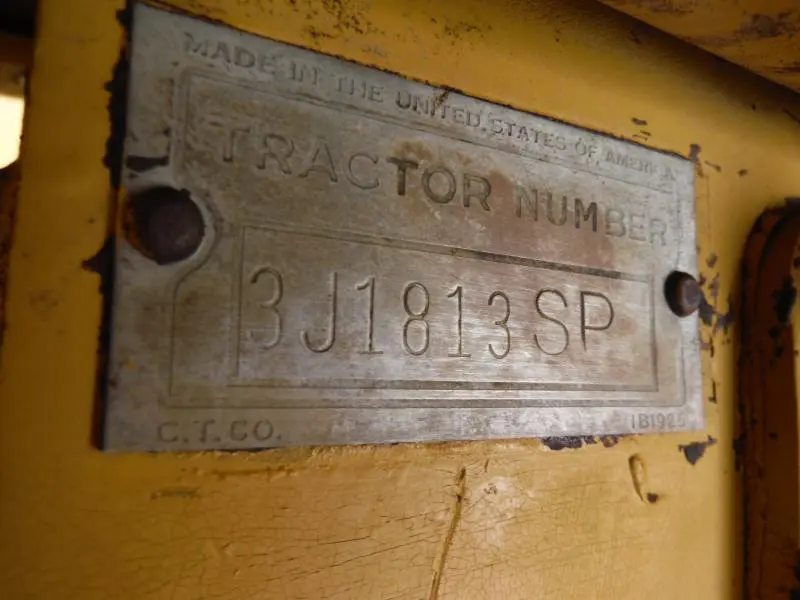 MADE IN THE UNITED STATES OF AMERICA
TRACTOR NUMBER
3J1813SP
C.T.CO. 1B1925